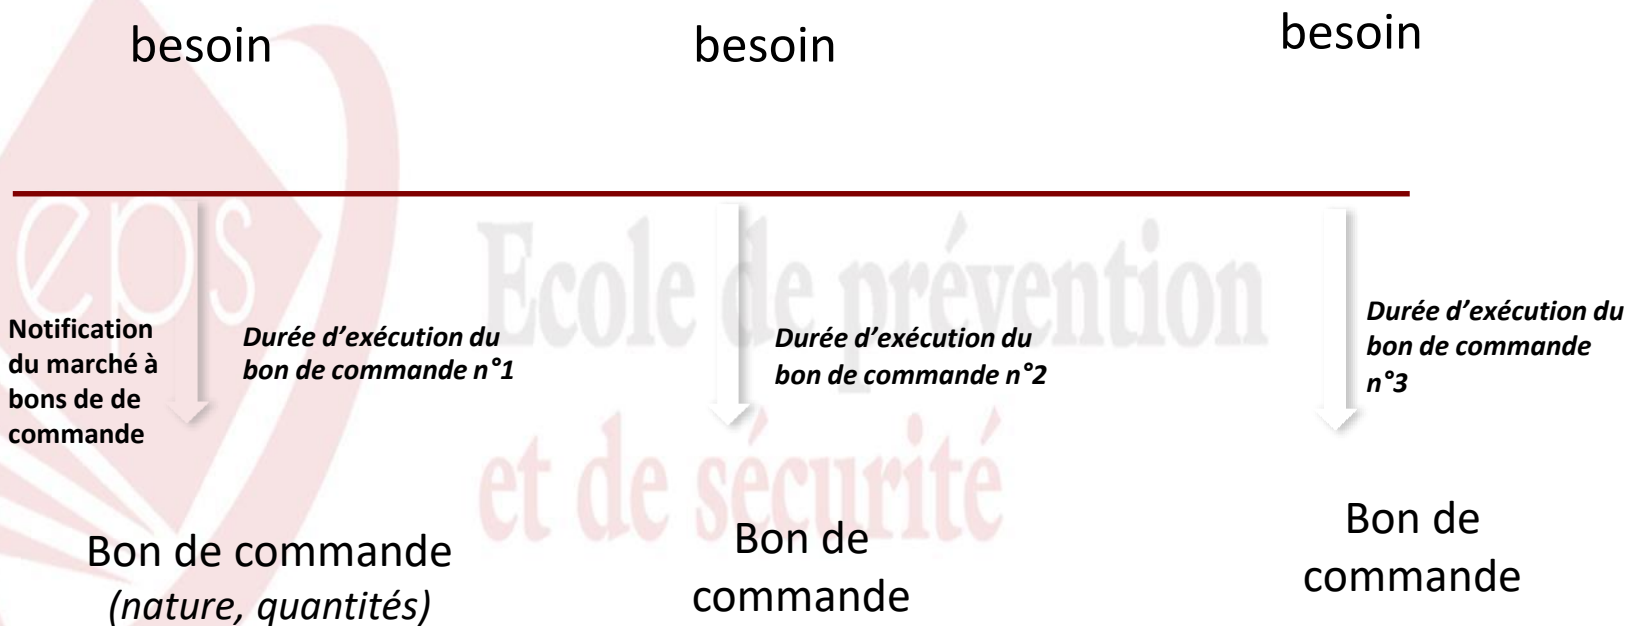 besoin
besoin
besoin
eps
Ecole de prévention
et de sécurité
Notification
du marché à
bons de de
commande
Durée d’exécution du
bon de commande n°1
Durée d’exécution du
bon de commande n°2
Durée d’exécution du
bon de commande
n°3
Bon de commande
(nature, quantités)
Bon de
commande
Bon de
commande